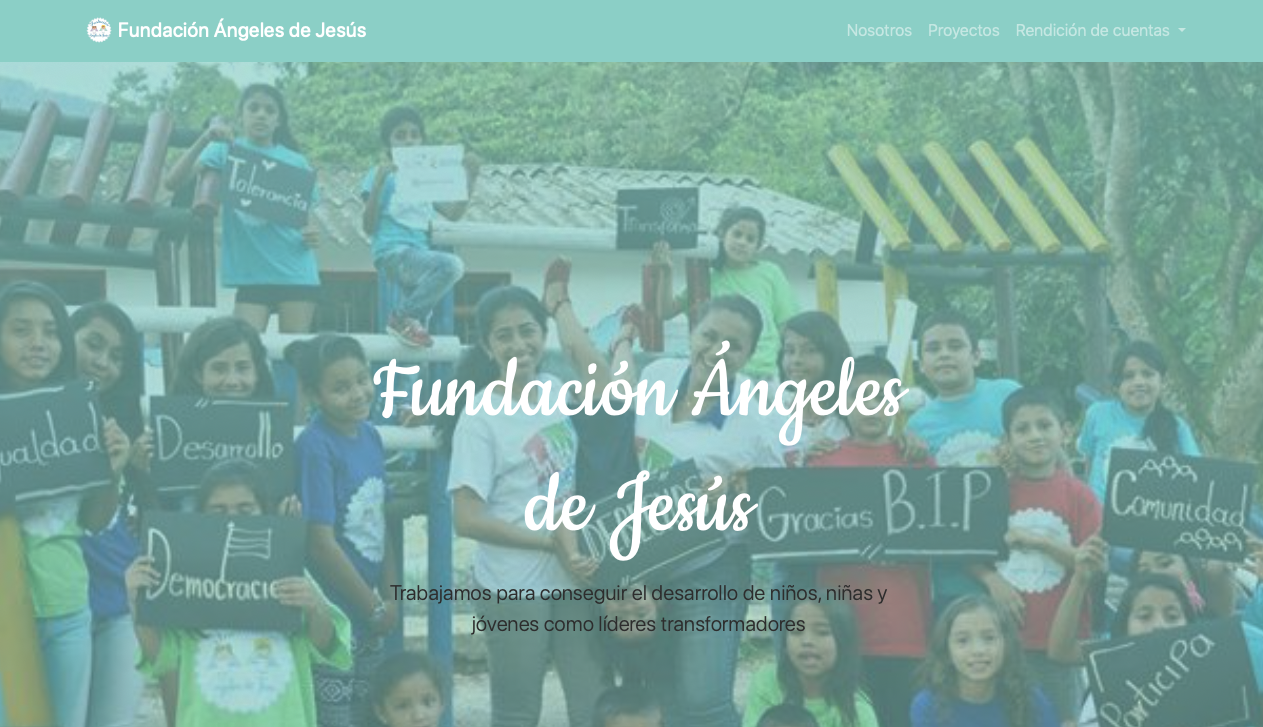 Fundación Ángeles de Jesús
Nosotros Proyectos Rendición de cuentas
Tolerancia
Transforma
ualdad
Desarrollo
Fundación Ángeles
de Jesús
Gracias B.I.P
Comunidad
Democracia
Trabajamos para conseguir el desarrollo de niños, niñas y
jóvenes como líderes transformadores
ParticiPa